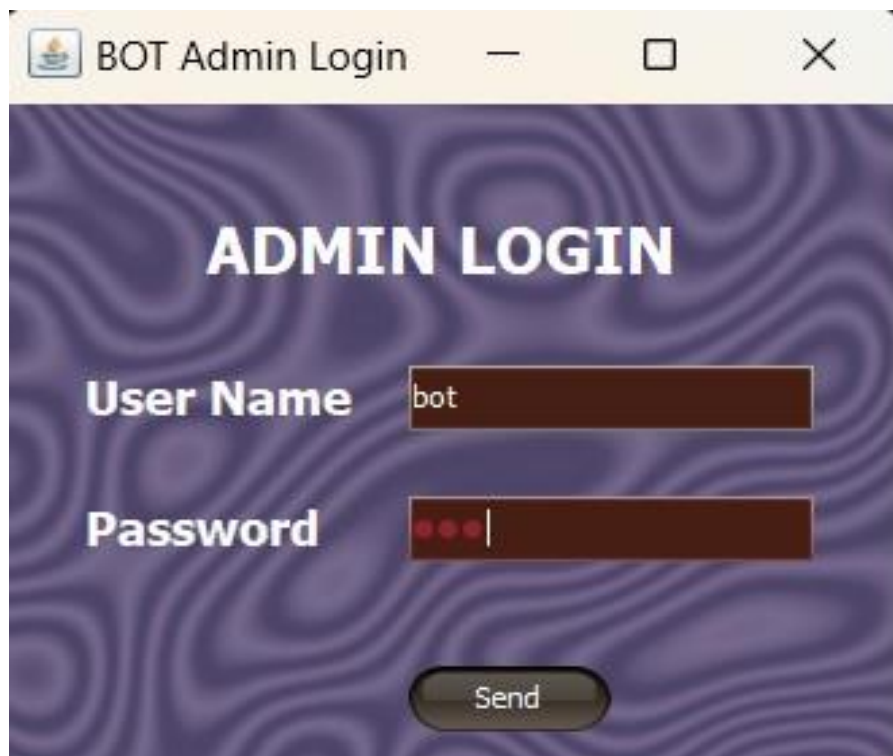 BOT Admin Login
ADMIN LOGIN
User Name
bot
Password
●●●
Send